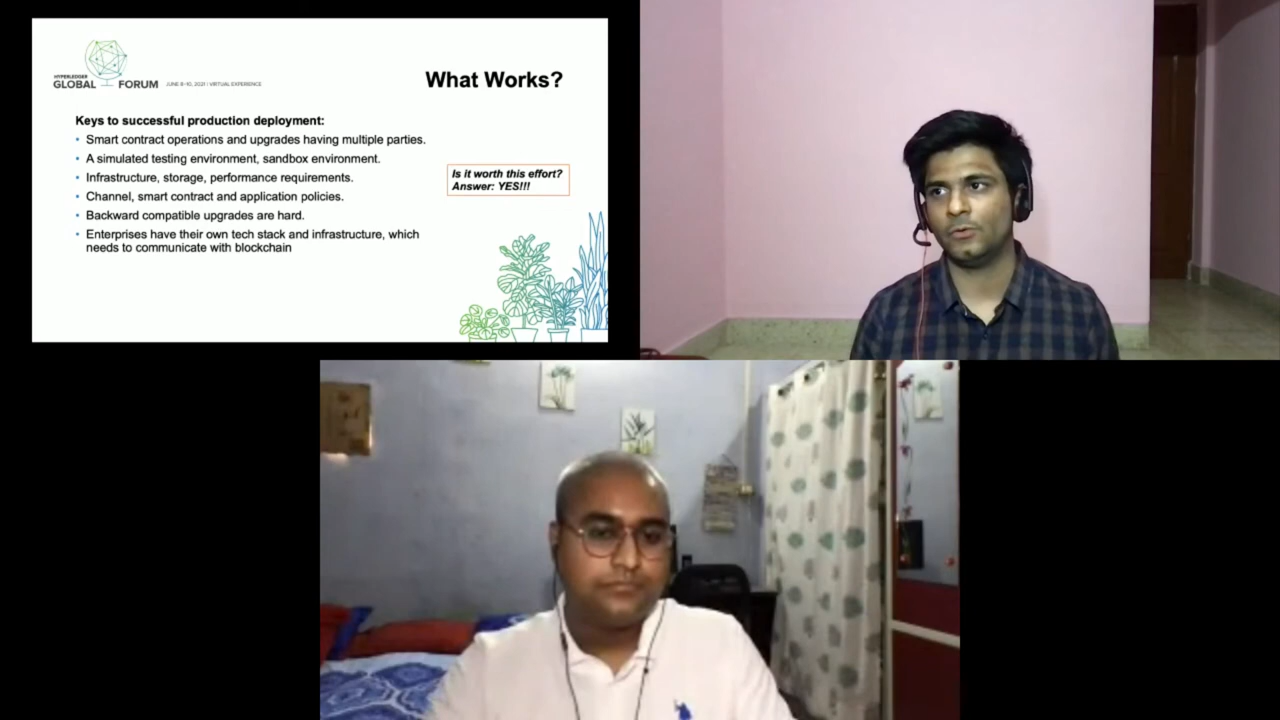 HYPERLEDGER
GLOBAL FORUM JUNE 8-10, 2021 | VIRTUAL EXPERIENCE
What Works?
Keys to successful production deployment:
• Smart contract operations and upgrades having multiple parties.
• A simulated testing environment, sandbox environment.
• Infrastructure, storage, performance requirements.
• Channel, smart contract and application policies.
• Backward compatible upgrades are hard.
• Enterprises have their own tech stack and infrastructure, which
needs to communicate with blockchain
Is it worth this effort?
Answer: YES!!!